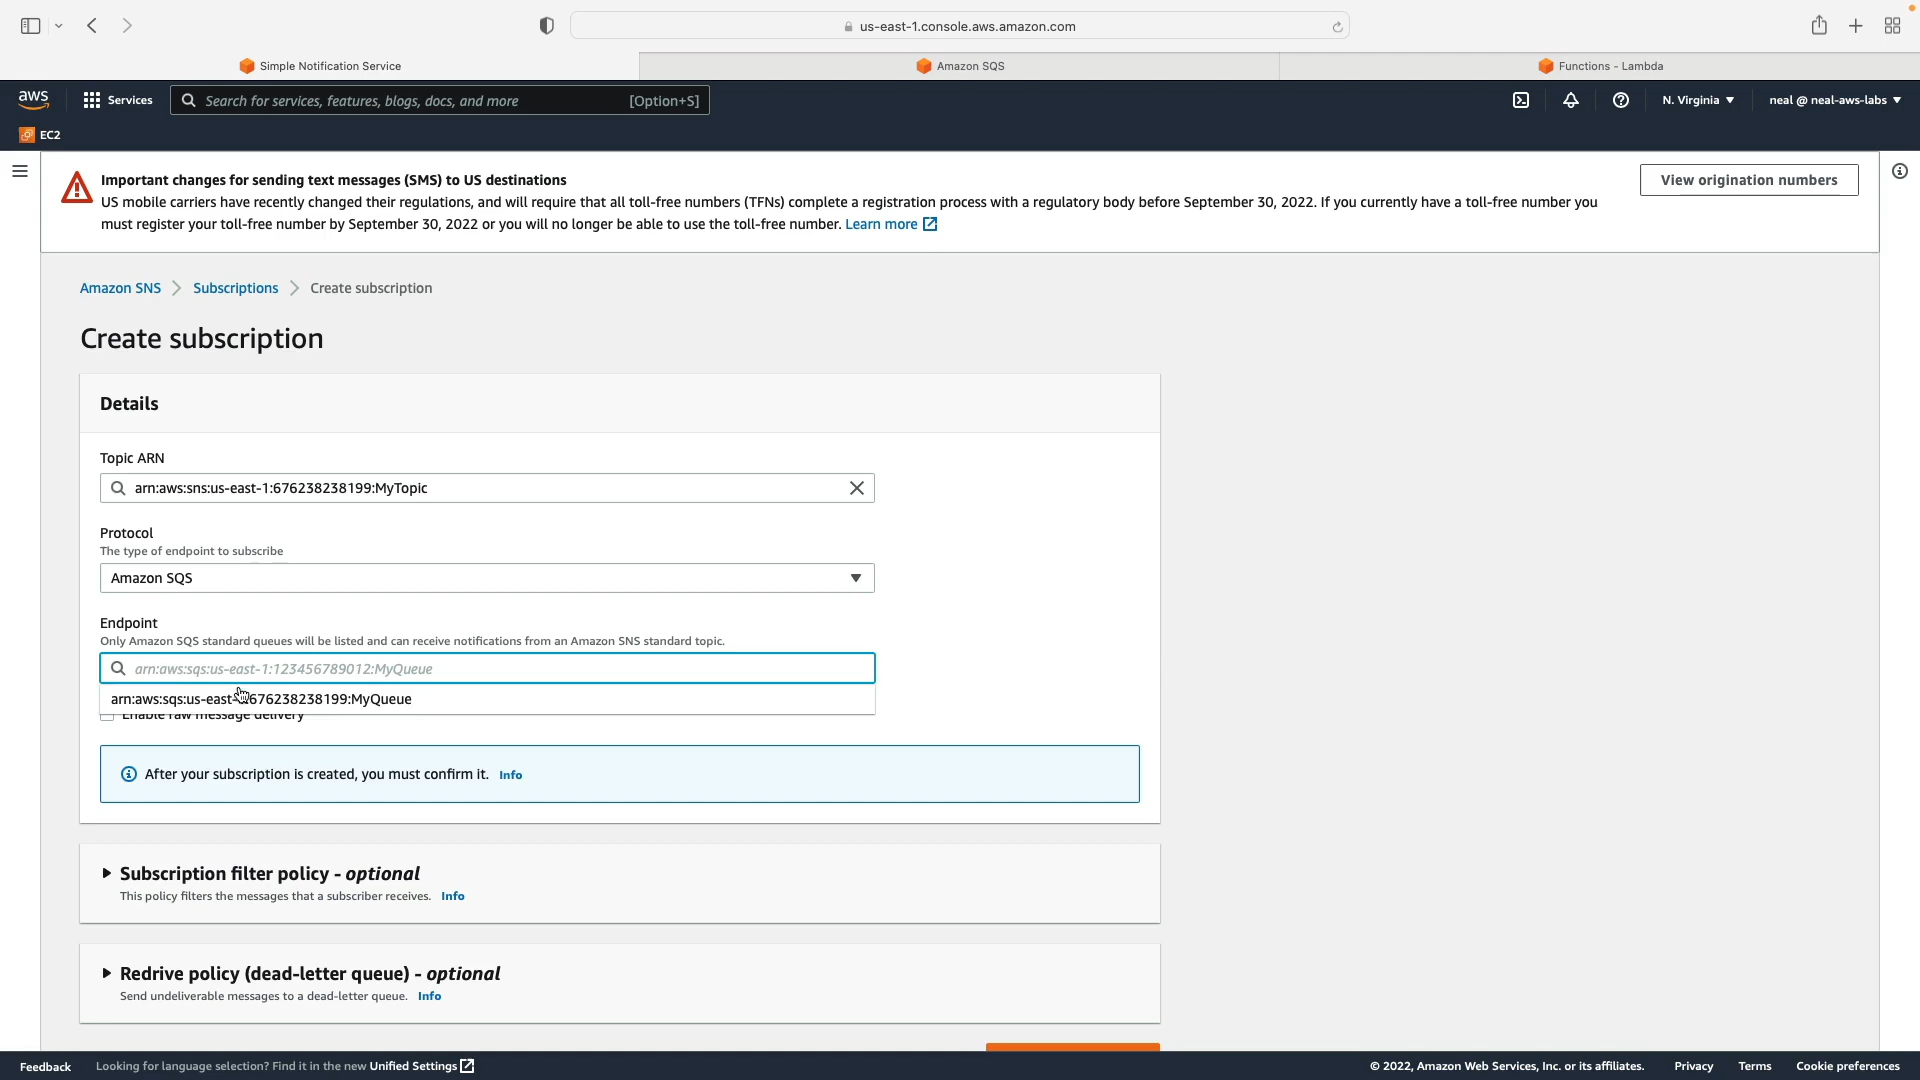 us-east-1.console.aws.amazon.com
Simple Notification Service
Amazon SQS
Functions - Lambda
aws
Services
Search for services, features, blogs, docs, and more
[Option+S]
N. Virginia
neal @ neal-aws-labs
EC2
Important changes for sending text messages (SMS) to US destinations
View origination numbers
US mobile carriers have recently changed their regulations, and will require that all toll-free numbers (TFNs) complete a registration process with a regulatory body before September 30, 2022. If you currently have a toll-free number you
must register your toll-free number by September 30, 2022 or you will no longer be able to use the toll-free number. Learn more
Amazon SNS
Subscriptions
Create subscription
Create subscription
Details
Topic ARN
arn:aws:sns:us-east-1:676238238199:MyTopic
Protocol
The type of endpoint to subscribe
Amazon SQS
Endpoint
Only Amazon SQS standard queues will be listed and can receive notifications from an Amazon SNS standard topic.
arn:aws:sqs:us-east-1:123456789012:MyQueue
arn:aws:sqs:us-east-1:676238238199:MyQueue
Enable raw message delivery
After your subscription is created, you must confirm it. Info
Subscription filter policy - optional
This policy filters the messages that a subscriber receives. Info
Redrive policy (dead-letter queue) - optional
Send undeliverable messages to a dead-letter queue. Info
Feedback
Looking for language selection? Find it in the new Unified Settings
© 2022, Amazon Web Services, Inc. or its affiliates.
Privacy
Terms
Cookie preferences